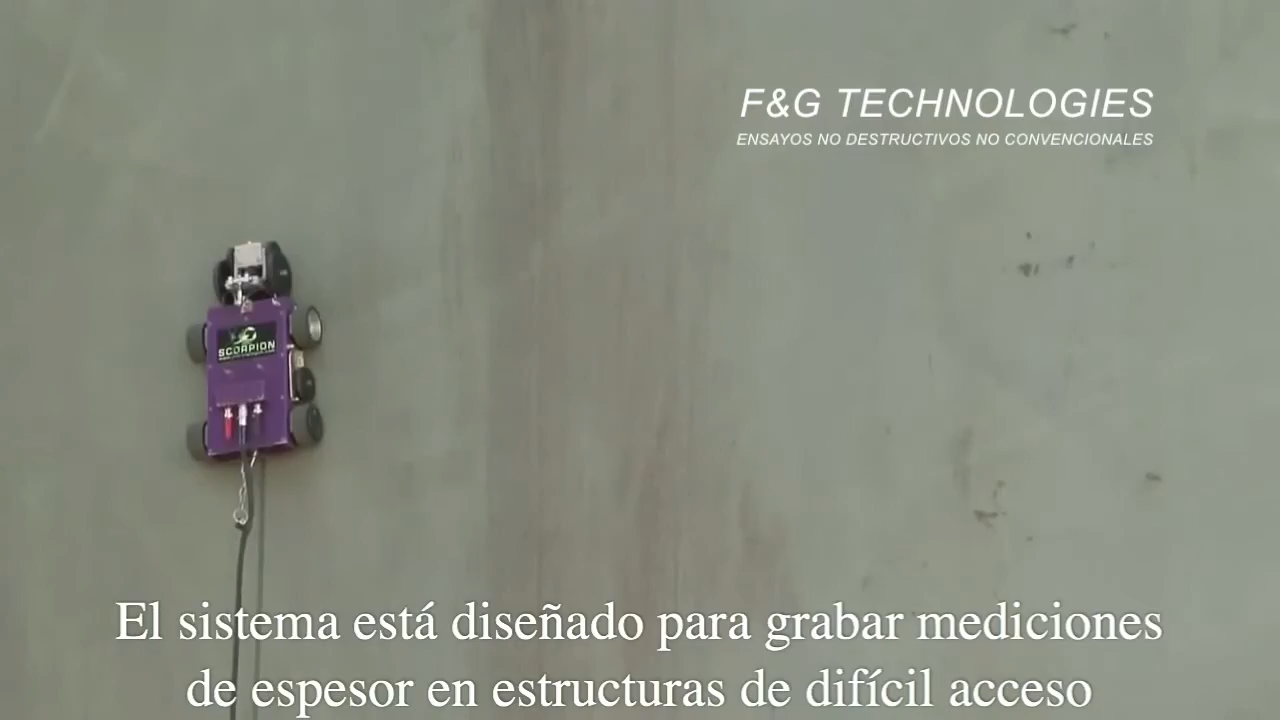 F&G TECHNOLOGIES
ENSAYOS NO DESTRUCTIVOS NO CONVENCIONALES
SCORPION
El sistema está diseñado para grabar mediciones
de espesor en estructuras de difícil acceso